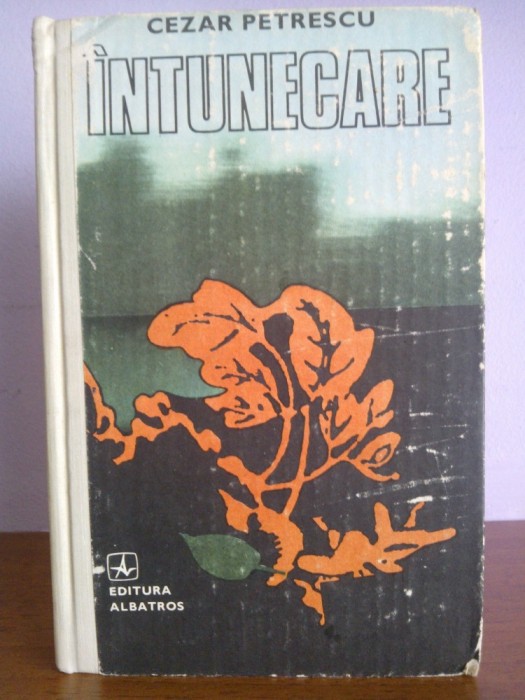 CEZAR PETRESCU
ÎNTUNECARE
EDITURA
ALBATROS